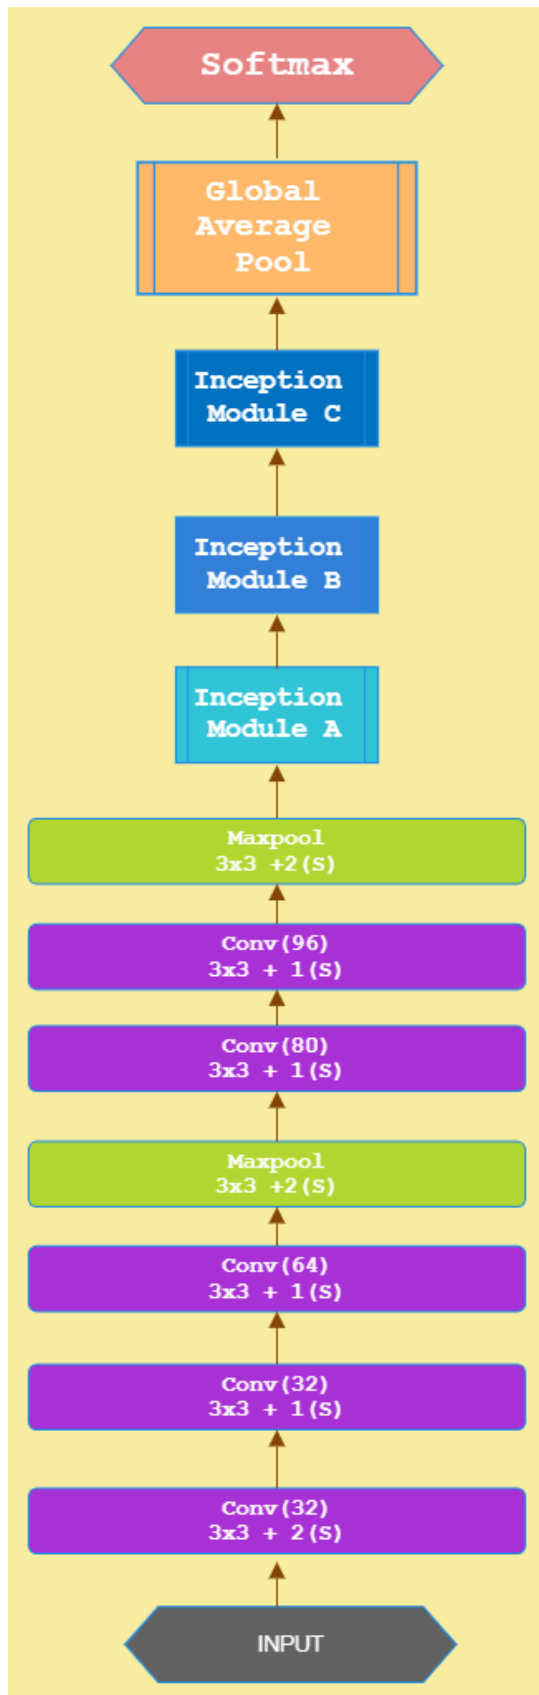 Softmax
Global
Average
Pool
Inception
Module C
Inception
Module B
Inception
Module A
Maxpool
3x3 +2(S)
Conv(96)
3x3 + 1(S)
Conv(80)
3x3 + 1(S)
Maxpool
3x3 +2(S)
Conv(64)
3x3 + 1(S)
Conv(32)
3x3 + 1(S)
Conv(32)
3x3 + 2(S)
INPUT